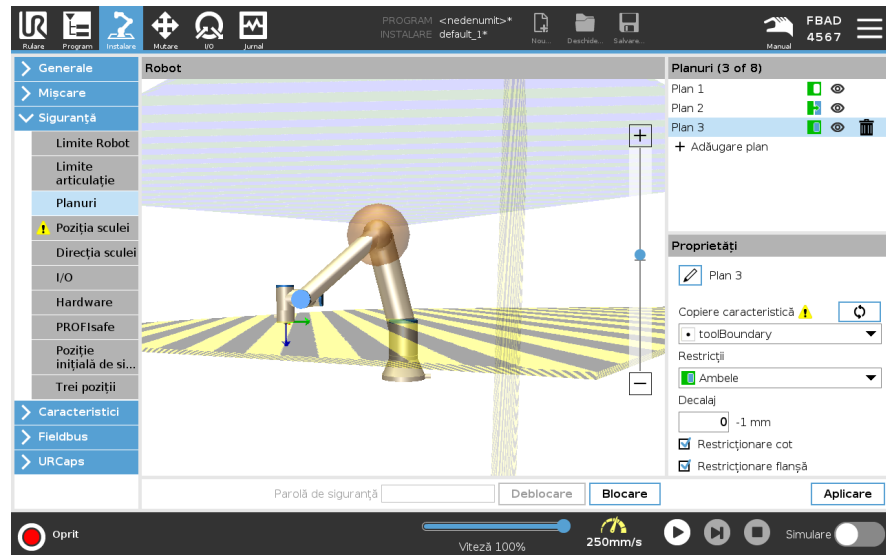 PROGRAM <nedenumit>*
INSTALARE default_1*
FBAD
4567
Rulare
Program
Instalare
Mutare
I/O
Jurnal
Nou...
Deschide...
Salvare...
Manual
Generale
Mișcare
Siguranță
Limite Robot
Limite
articulație
Planuri
Poziția sculei
Direcția sculei
I/O
Hardware
PROFIsafe
Poziție
inițială de si...
Trei poziții
Caracteristici
Fieldbus
URCaps
Robot
Planuri (3 of 8)
Plan 1
Plan 2
Plan 3
+ Adăugare plan
Proprietăți
Plan 3
Copiere caracteristică
toolBoundary
Restricții
Ambele
Decalaj
0 -1 mm
Restricționare cot
Restricționare flanșă
Parolă de siguranță
Deblocare
Blocare
Aplicare
Oprit
Viteză 100%
250mm/s
Simulare